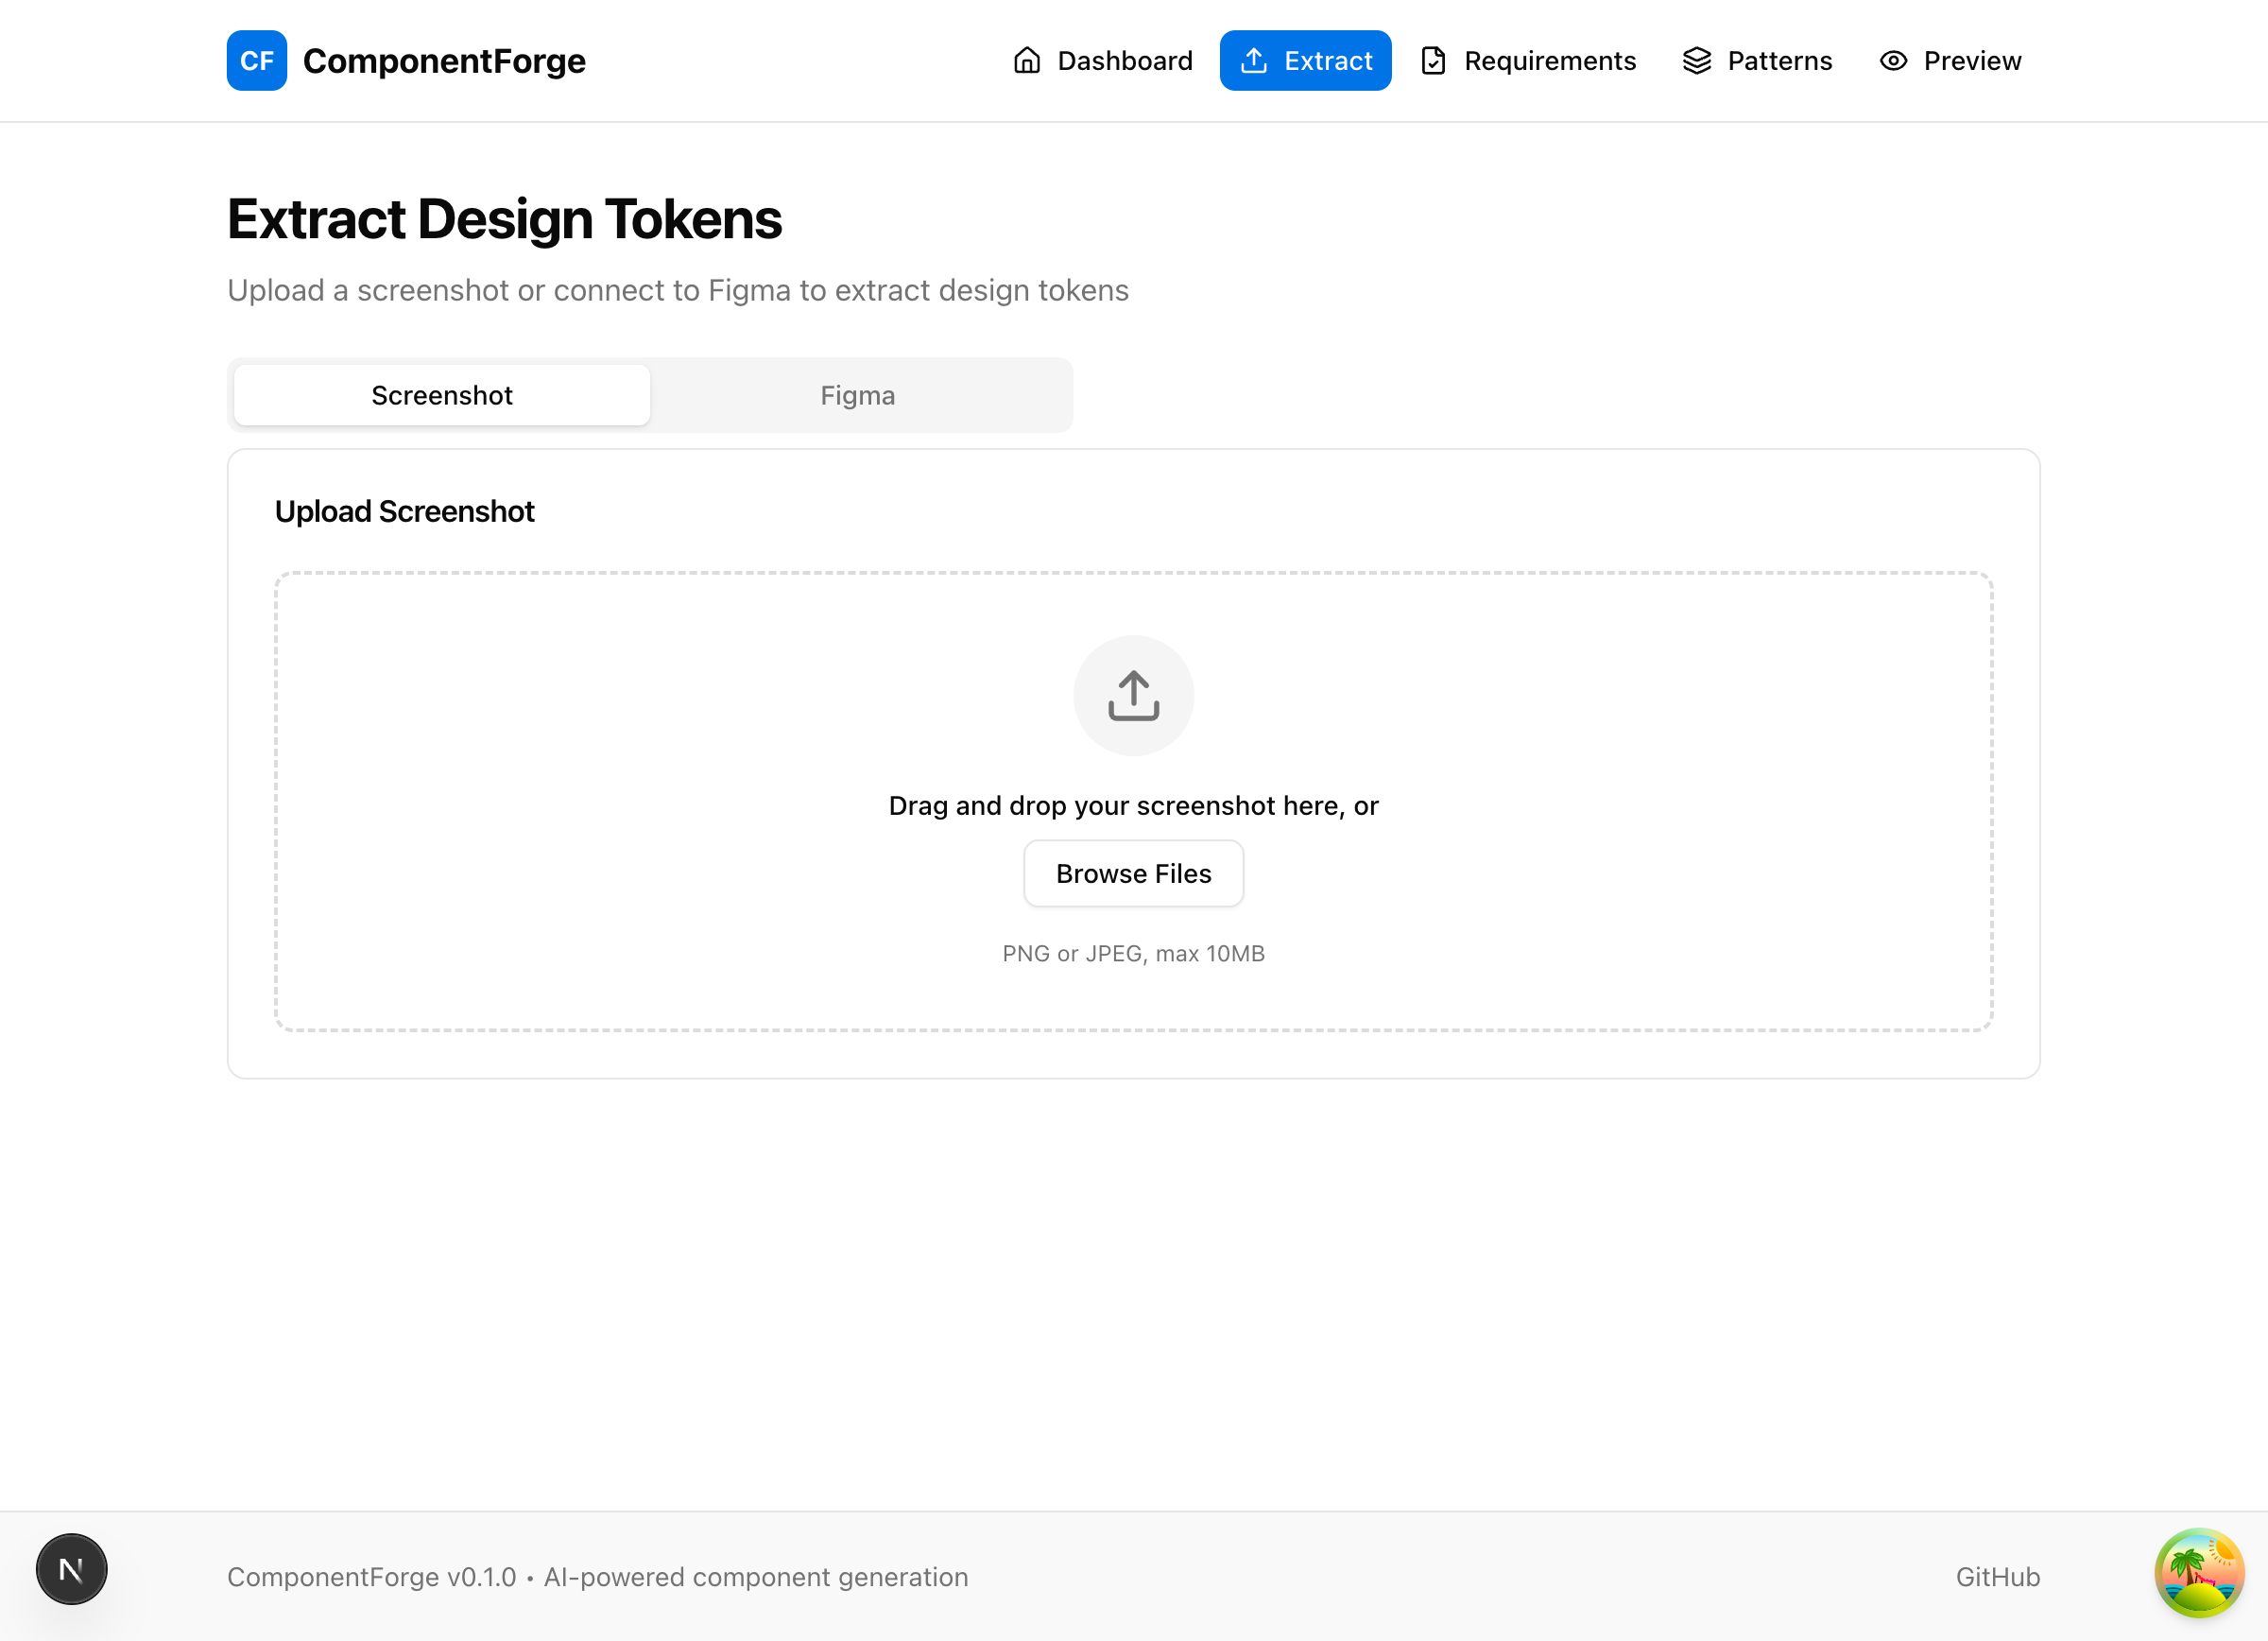 CF ComponentForge
Dashboard
Extract
Requirements
Patterns
Preview
Extract Design Tokens
Upload a screenshot or connect to Figma to extract design tokens
Screenshot
Figma
Upload Screenshot
Drag and drop your screenshot here, or
Browse Files
PNG or JPEG, max 10MB
N
ComponentForge v0.1.0 • AI-powered component generation
GitHub